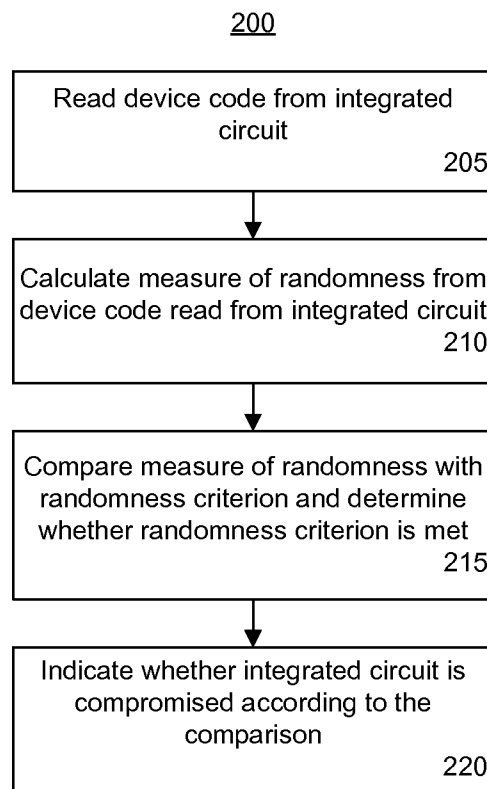 200
Read device code from integrated
circuit
205
Calculate measure of randomness from
device code read from integrated circuit
210
Compare measure of randomness with
randomness criterion and determine
whether randomness criterion is met
215
Indicate whether integrated circuit is
compromised according to the
comparison
220